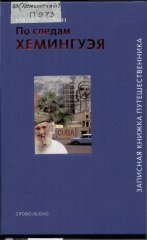 По следам
ХЕМИНГУЭЯ
CUBA!
ЗАПИСНАЯ КНИЖКА ПУТЕШЕСТВЕННИКА
СЛОВО/SLOVO